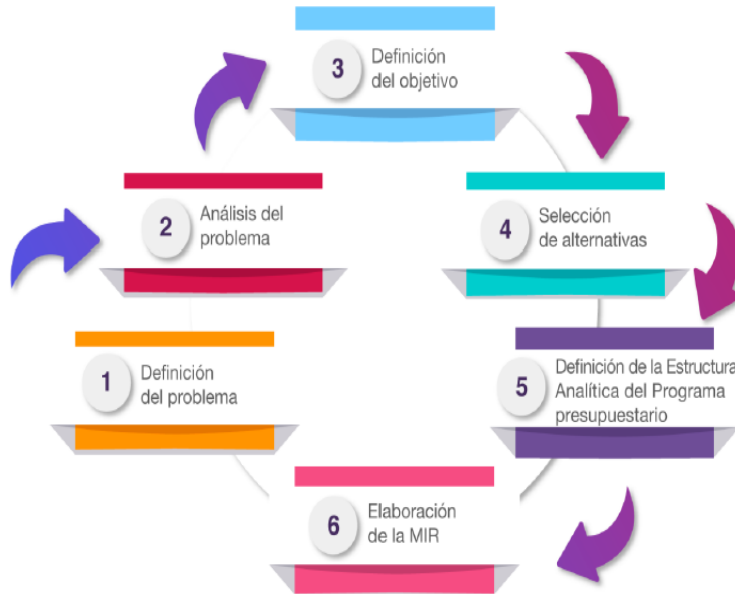 1
Definición
del problema
2
Análisis del
problema
3
Definición
del objetivo
4
Selección
de alternativas
5
Definición de la Estructura
Analítica del Programa
presupuestario
6
Elaboración
de la MIR